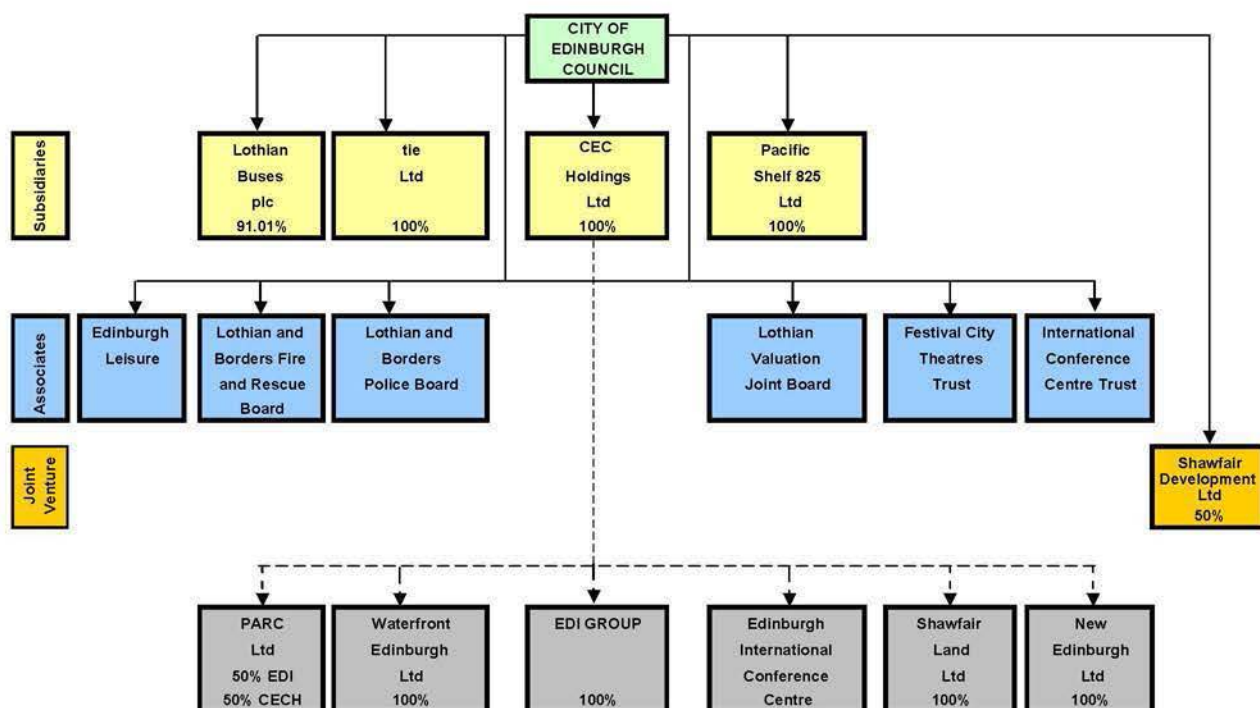 CITY OF
EDINBURGH
COUNCIL
Subsidiaries
Lothian
Buses
plc
91.01%
tie
Ltd
100%
CEC
Holdings
Ltd
100%
Pacific
Shelf 825
Ltd
100%
Associates
Edinburgh
Leisure
Lothian and
Borders Fire
and Rescue
Board
Lothian and
Borders
Police Board
Lothian
Valuation
Joint Board
Festival City
Theatres
Trust
International
Conference
Centre Trust
Joint
Venture
Shawfair
Development
Ltd
50%
PARC
Ltd
50% EDI
50% CECH
Waterfront
Edinburgh
Ltd
100%
EDI GROUP
100%
Edinburgh
International
Conference
Centre
Shawfair
Land
Ltd
100%
New
Edinburgh
Ltd
100%